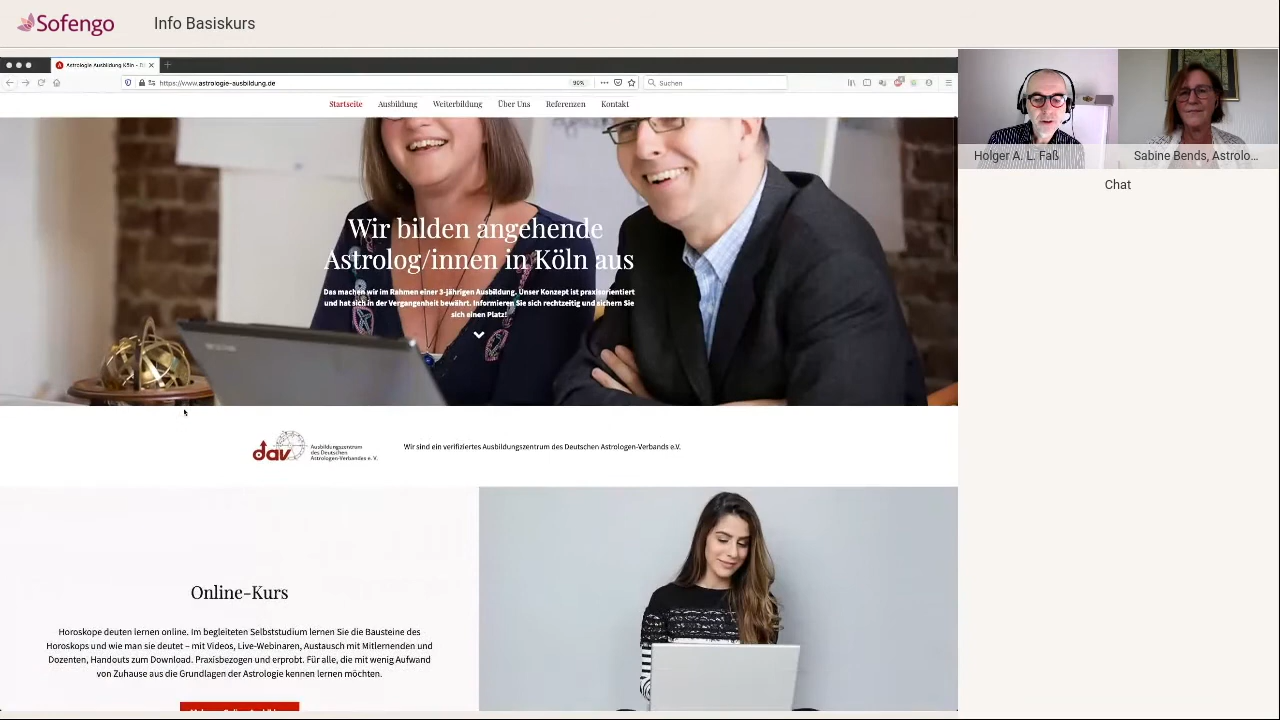 Sofengo
Info Basiskurs
Astrologie Ausbildung Köln - D
https://www.astrologie-ausbildung.de
90%
Suchen
Startseite
Ausbildung
Weiterbildung
Über Uns
Referenzen
Kontakt
Wir bilden angehende
Astrolog/innen in Köln aus
Das machen wir im Rahmen einer 3-jährigen Ausbildung. Unser Konzept ist praxisorientiert
und hat sich in der Vergangenheit bewährt. Informieren Sie sich rechtzeitig und sichern Sie
sich einen Platz!
dav
Ausbildungszentrum
des Deutschen
Astrologen-Verbandes e. V.
Wir sind ein verifiziertes Ausbildungszentrum des Deutschen Astrologen-Verbands e.V.
Online-Kurs
Horoskope deuten lernen online. Im begleiteten Selbststudium lernen Sie die Bausteine des
Horoskops und wie man sie deutet – mit Videos, Live-Webinaren, Austausch mit Mitlernenden und
Dozenten, Handouts zum Download. Praxisbezogen und erprobt. Für alle, die mit wenig Aufwand
von Zuhause aus die Grundlagen der Astrologie kennen lernen möchten.
Holger A. L. Faß
Sabine Bends, Astrolo...
Chat